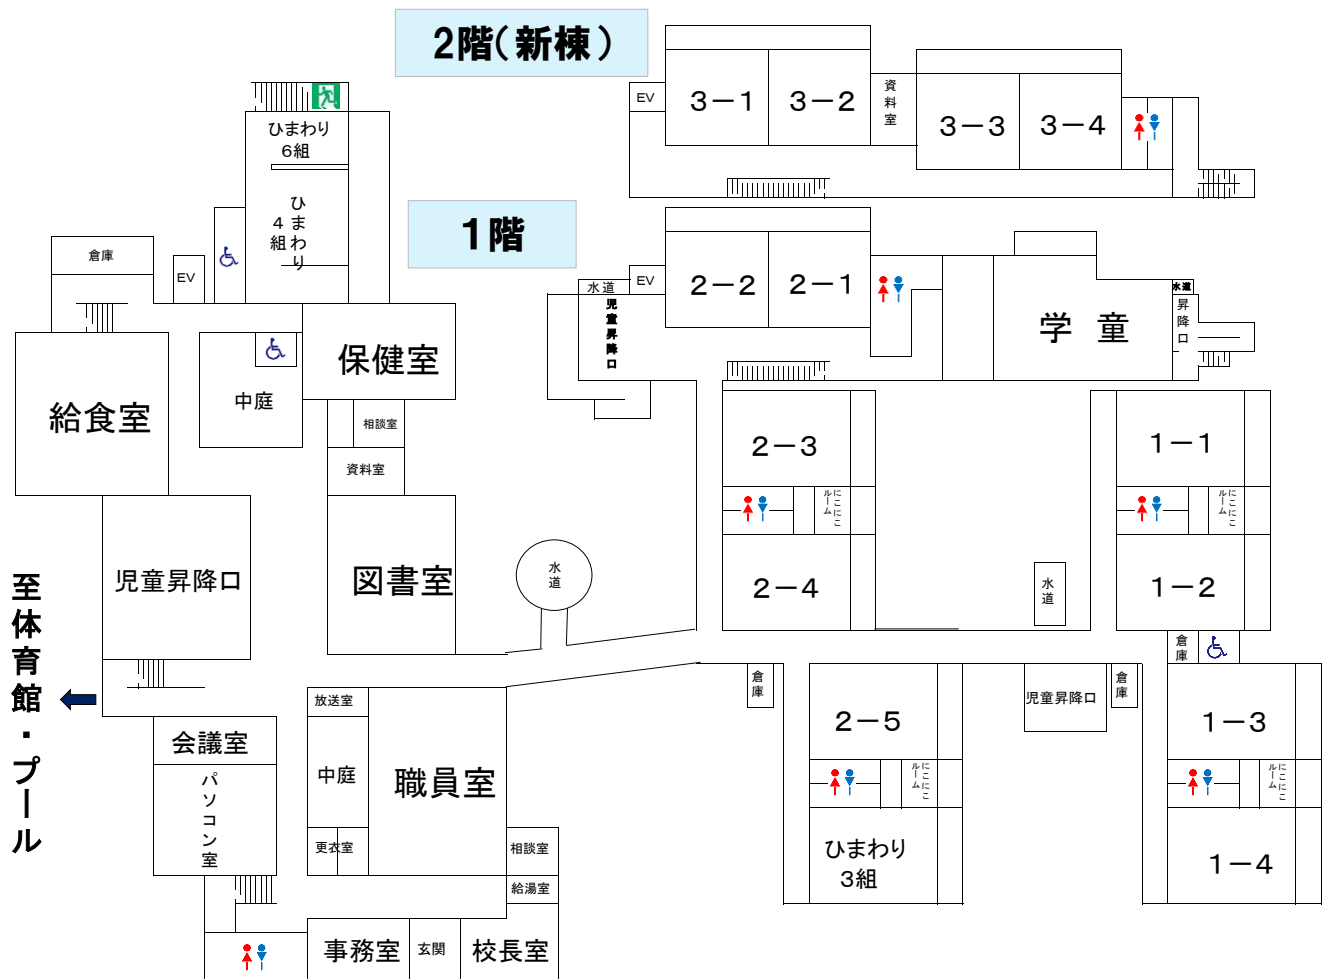 2階(新棟)
EV
3－1
3－2
資料室
3－3
3－4
1階
ひまわり
6組
ひまわり
4組
倉庫
EV
保健室
中庭
給食室
相談室
資料室
児童昇降口
図書室
水道
至体育館・プール
放送室
会議室
中庭
職員室
パソコン室
更衣室
相談室
給湯室
事務室
玄関
校長室
水道
EV
児童昇降口
2－2
2－1
学童
水道
昇降口
2－3
にこにこ
ルーム
2－4
1－1
にこにこ
ルーム
1－2
水道
倉庫
倉庫
2－5
にこにこ
ルーム
ひまわり
3組
児童昇降口
倉庫
1－3
にこにこ
ルーム
1－4